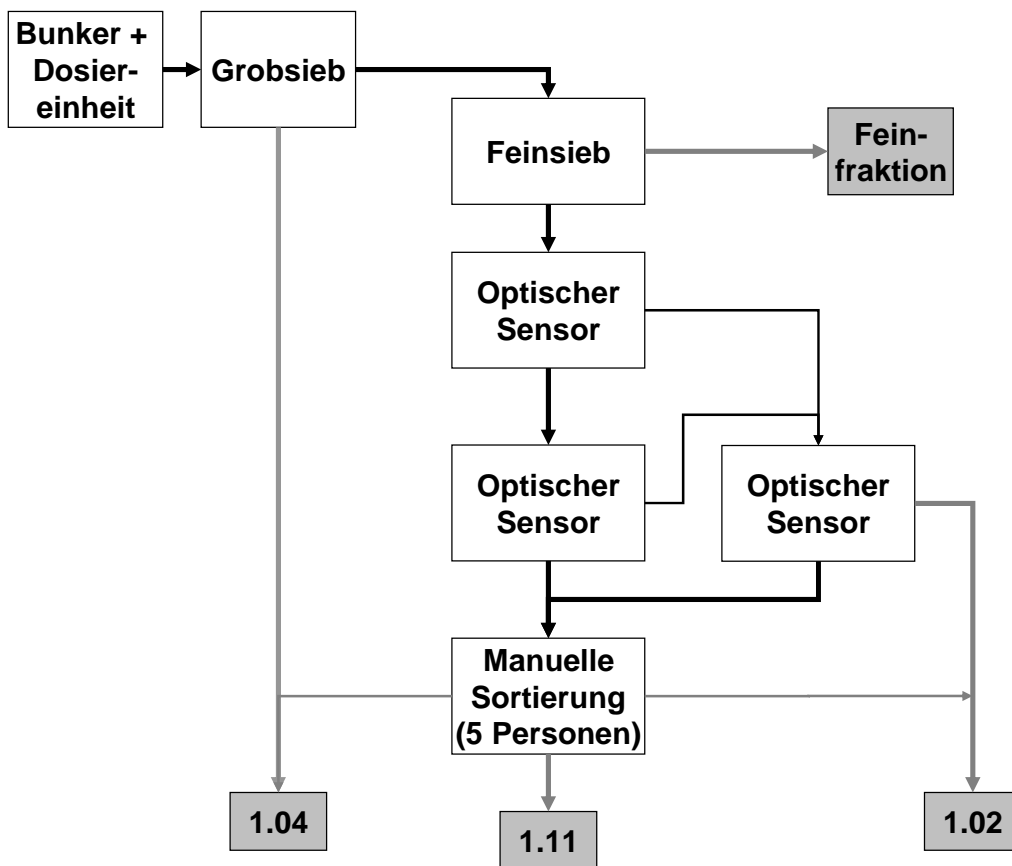 Bunker +
Dosier-
einheit
Grobsieb
Feinsieb
Fein-
fraktion
Optischer
Sensor
Optischer
Sensor
Optischer
Sensor
Manuelle
Sortierung
(5 Personen)
1.04
1.11
1.02